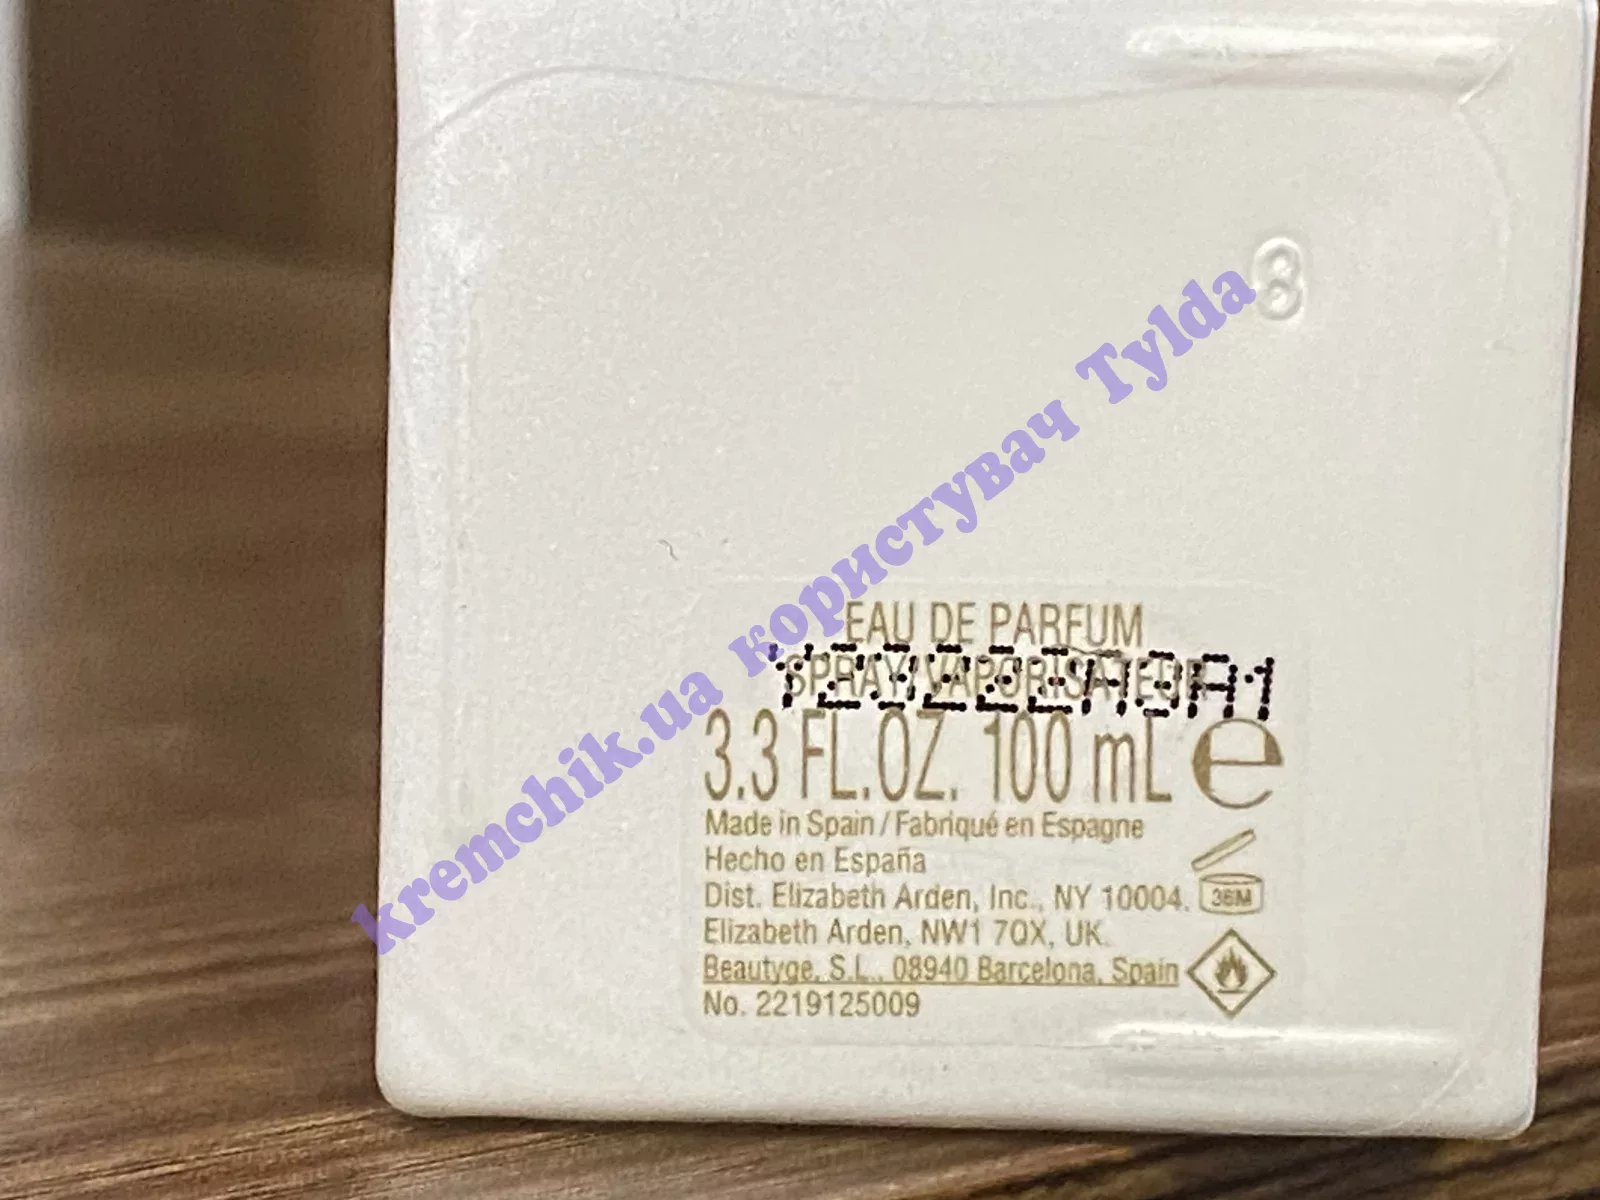 8
kremchik.ua користувач Tylda
EAU DE PARFUM
SPRAY/VAPORISATEUR
3.3 FL.OZ. 100 mL e
Made in Spain / Fabriqué en Espagne
Hecho en España
Dist. Elizabeth Arden, Inc., NY 10004.
36M
Elizabeth Arden, NW1 7QX, UK.
Beautyge, S.L., 08940 Barcelona, Spain
No. 2219125009